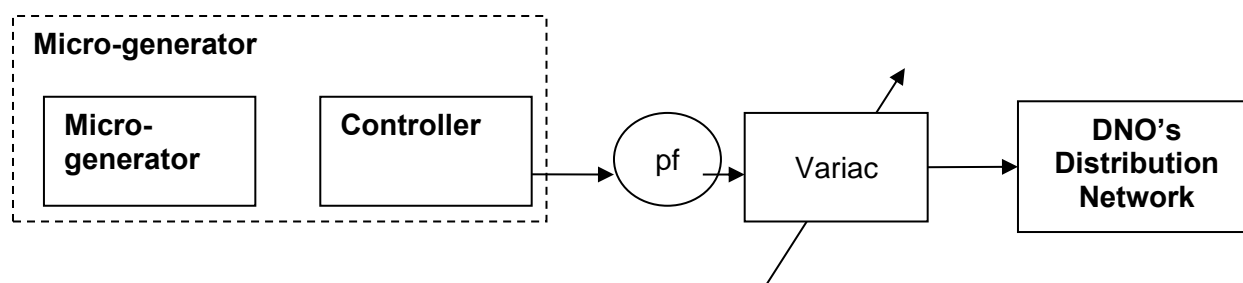 Micro-generator
Micro-
generator
Controller
pf
Variac
DNO's
Distribution
Network